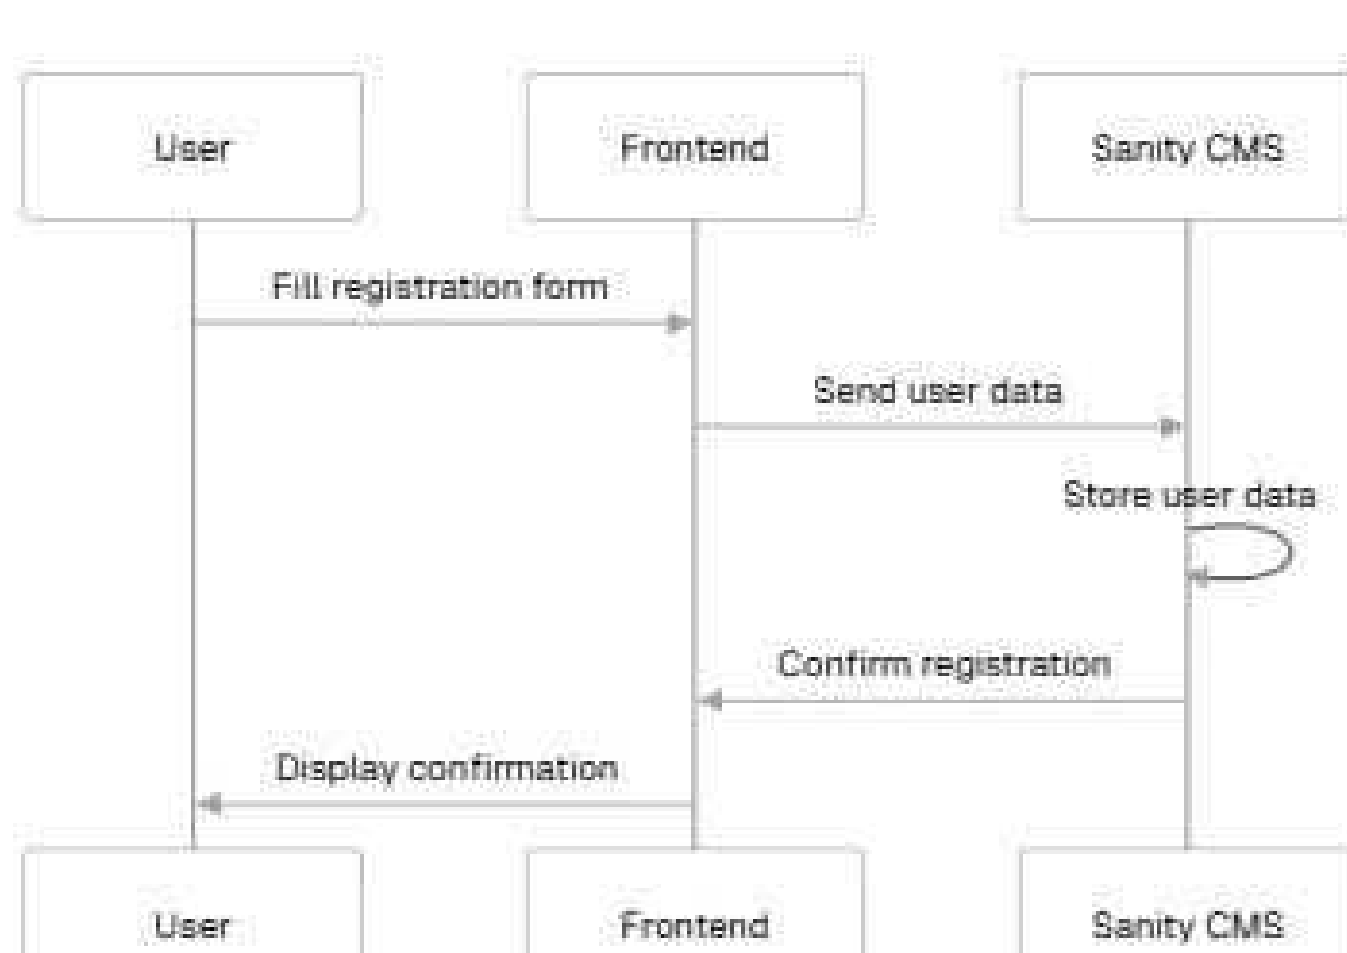 User
Frontend
Sanity CMS
Fill registration form
Send user data
Store user data
Confirm registration
Display confirmation
User
Frontend
Sanity CMS